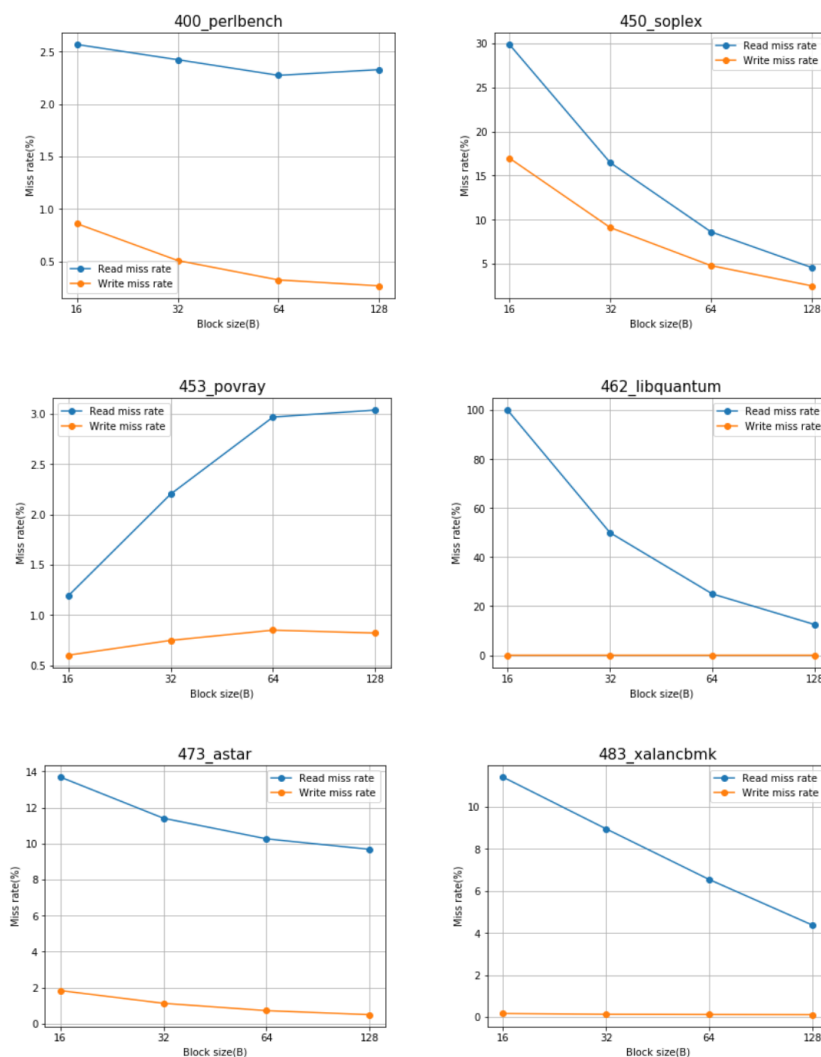 400_perlbench
2.5
2.0
1.5
1.0
0.5
Miss rate(%)
Read miss rate
Write miss rate
16 32 64 128
Block size(B)
450_soplex
30
25
20
15
10
5
Miss rate(%)
Read miss rate
Write miss rate
16 32 64 128
Block size(B)
453_povray
3.0
2.5
2.0
1.5
1.0
0.5
Miss rate(%)
Read miss rate
Write miss rate
16 32 64 128
Block size(B)
462_libquantum
100
80
60
40
20
0
Miss rate(%)
Read miss rate
Write miss rate
16 32 64 128
Block size(B)
473_astar
14
12
10
8
6
4
2
0
Miss rate(%)
Read miss rate
Write miss rate
16 32 64 128
Block size(B)
483_xalancbmk
10
8
6
4
2
0
Miss rate(%)
Read miss rate
Write miss rate
16 32 64 128
Block size(B)